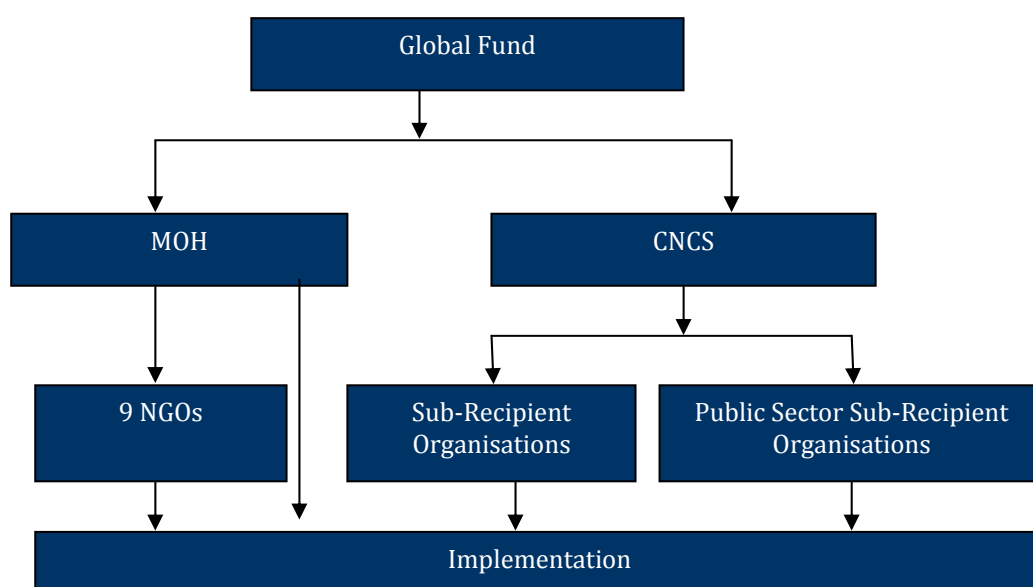 Global Fund
MOH
CNCS
9 NGOs
Sub-Recipient
Organisations
Public Sector Sub-Recipient
Organisations
Implementation